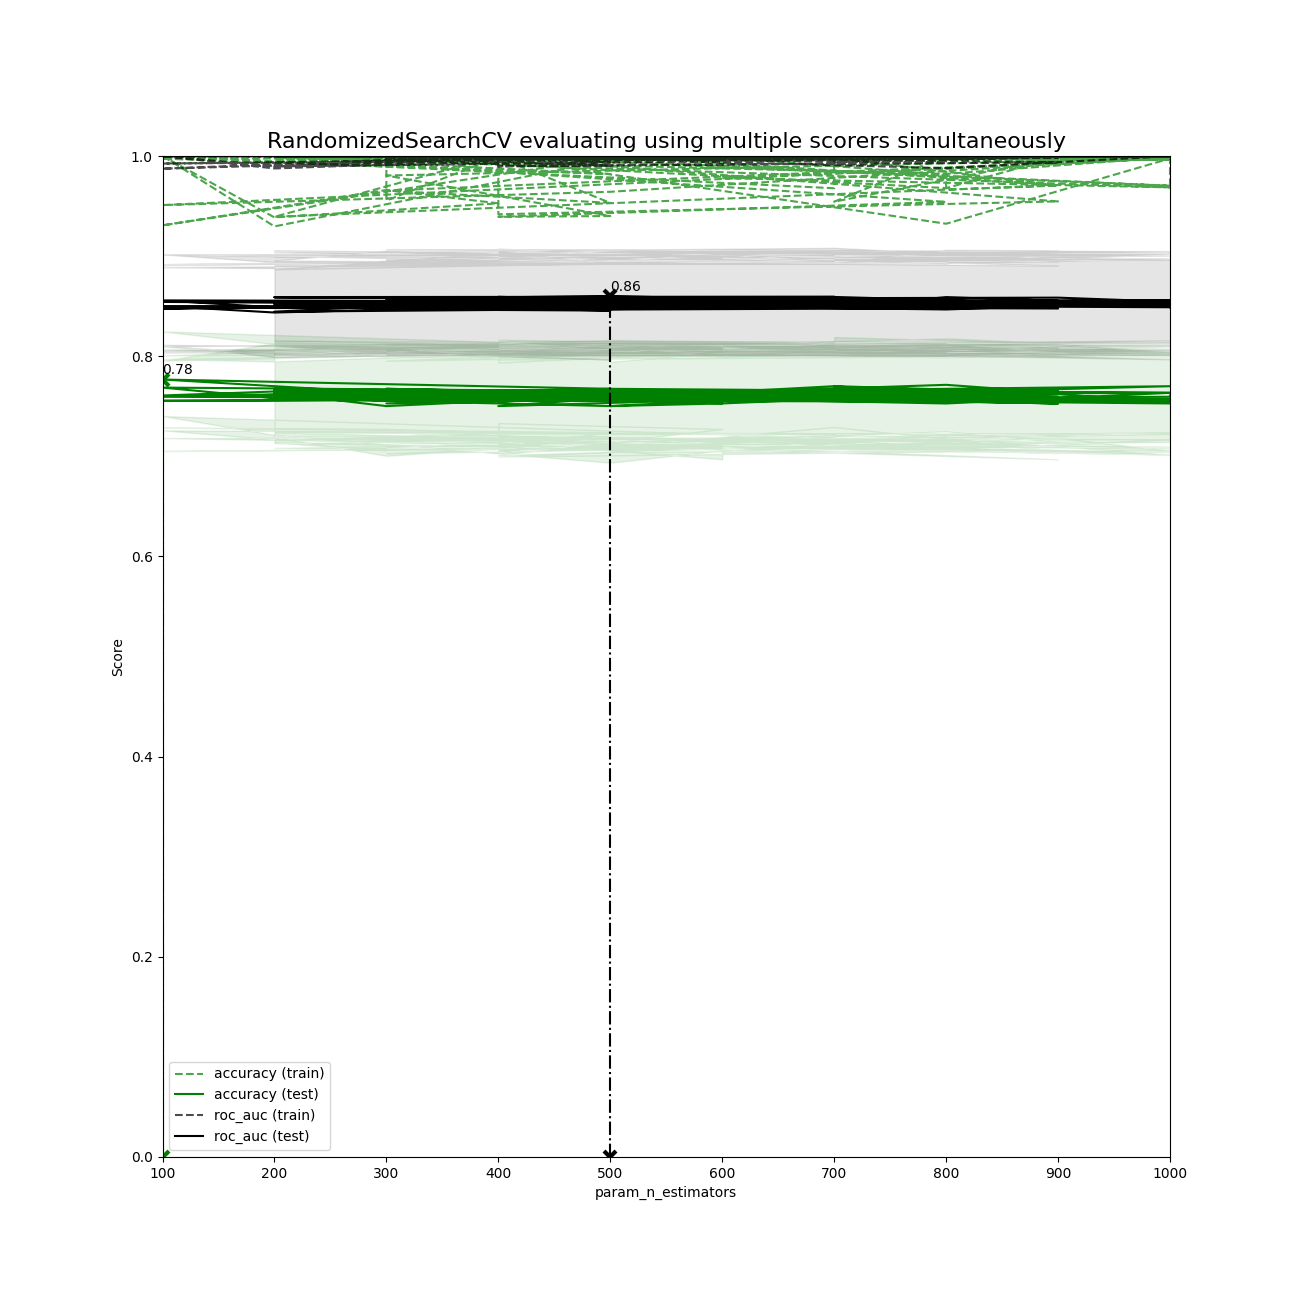 RandomizedSearchCV evaluating using multiple scorers simultaneously
1.0
0.86
0.8
0.78
0.6
Score
0.4
0.2
accuracy (train)
accuracy (test)
roc_auc (train)
roc_auc (test)
0.0
100 200 300 400 500 600 700 800 900 1000
param_n_estimators